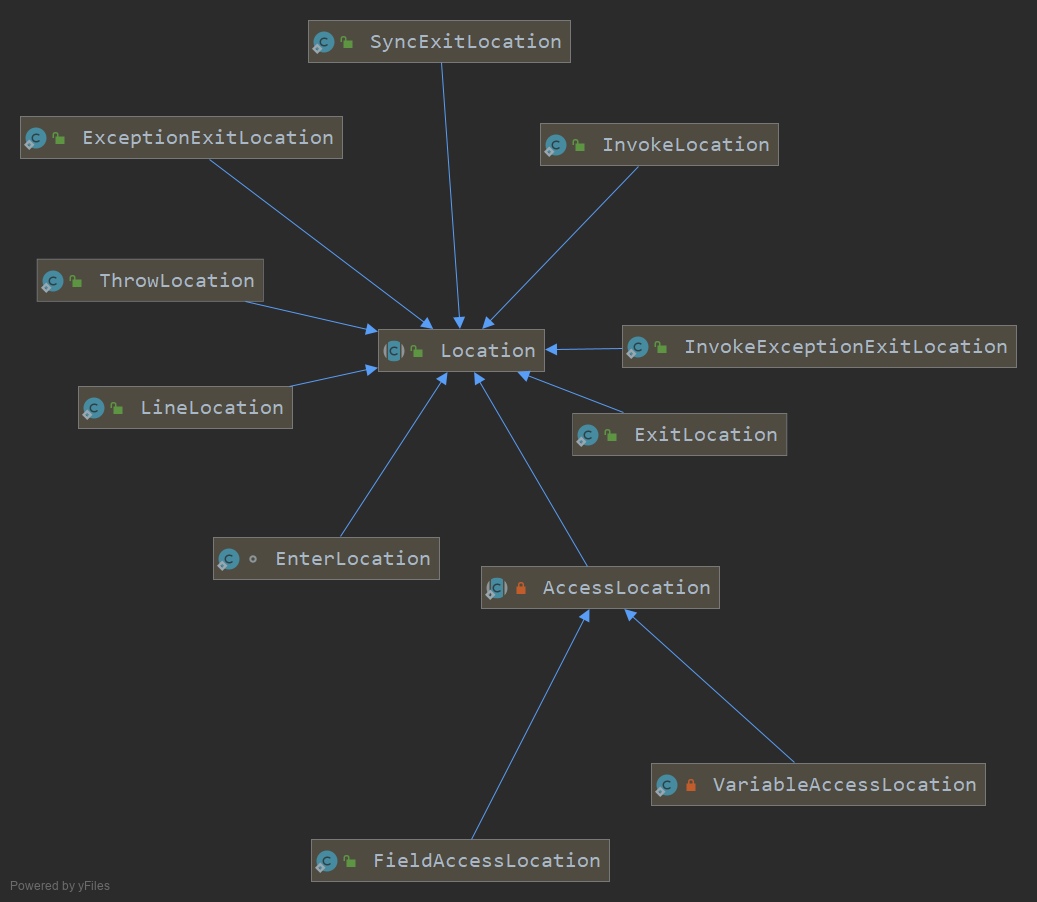 SyncExitLocation
ExceptionExitLocation
InvokeLocation
ThrowLocation
Location
InvokeExceptionExitLocation
LineLocation
ExitLocation
EnterLocation
AccessLocation
VariableAccessLocation
FieldAccessLocation
Powered by yFiles